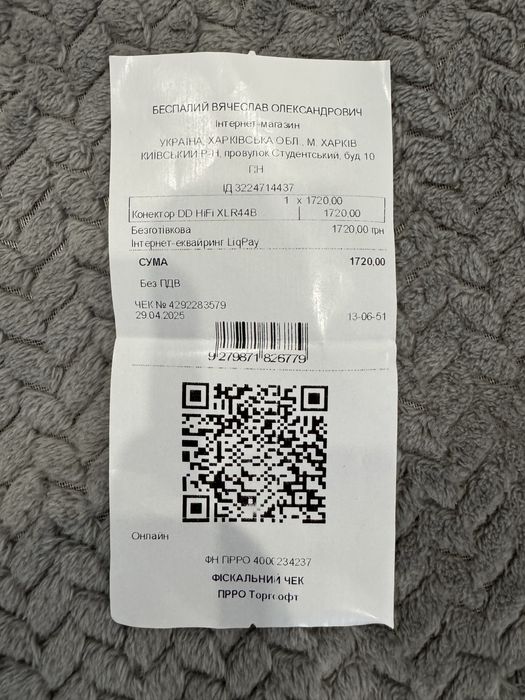 БЕСПАЛИЙ ВЯЧЕСЛАВ ОЛЕКСАНДРОВИЧ
Інтернет-магазин
УКРАЇНА, ХАРКІВСЬКА ОБЛ., М. ХАРКІВ
КИЇВСЬКИЙ Р-Н, провулок Студентський, буд 10
ПН
ІД 3224714437
1 x 1720,00
Конектор DD HiFi XLR44B 1720,00
Безготівкова 1720,00 грн
Інтернет-еквайринг LiqPay
СУМА 1720,00
Без ПДВ
ЧЕК № 4292283579
29.04.2025 13-06-51
9 279871 826779
Онлайн
ФН ПРРО 4000234237
ФІСКАЛЬНИЙ ЧЕК
ПРРО Торгсофт